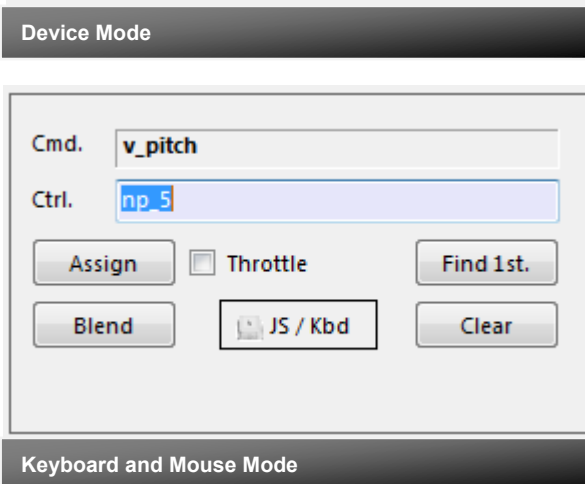 Device Mode
Cmd. v_pitch
Ctrl. np_5
Assign Throttle Find 1st.
Blend JS / Kbd Clear
Keyboard and Mouse Mode